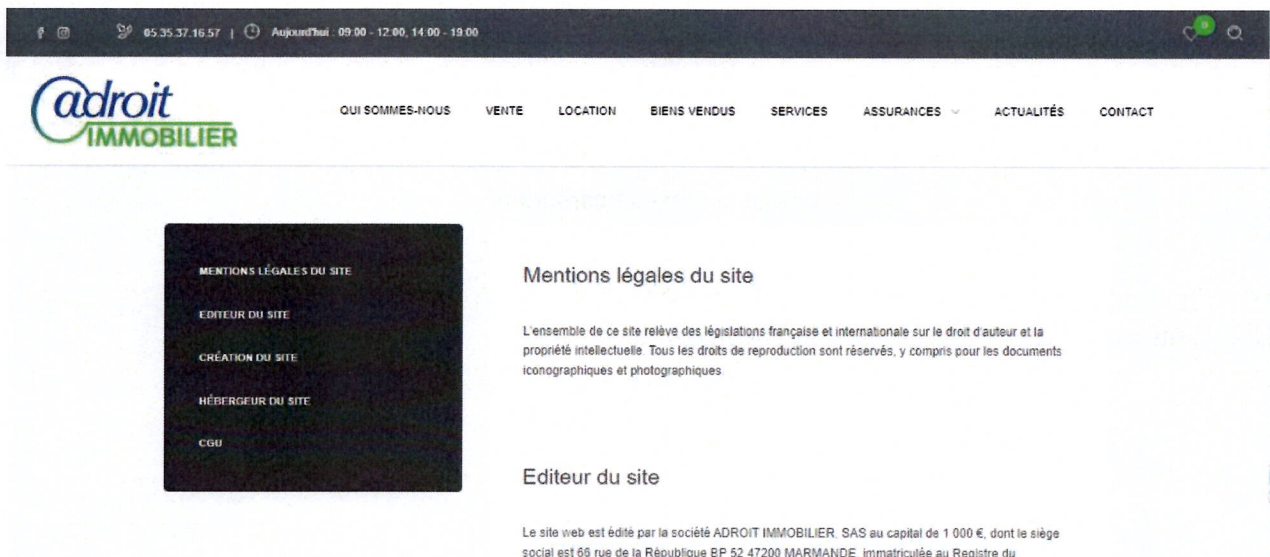 05.35.37.16.57 | Aujourd'hui : 09:00 - 12:00, 14:00 - 19:00
0
adroit
IMMOBILIER
QUI SOMMES-NOUS VENTE LOCATION BIENS VENDUS SERVICES ASSURANCES ACTUALITÉS CONTACT
MENTIONS LÉGALES DU SITE
EDITEUR DU SITE
CRÉATION DU SITE
HÉBERGEUR DU SITE
CGU
Mentions légales du site
L'ensemble de ce site relève des législations française et internationale sur le droit d'auteur et la
propriété intellectuelle. Tous les droits de reproduction sont réservés, y compris pour les documents
iconographiques et photographiques.
Editeur du site
Le site web est édité par la société ADROIT IMMOBILIER, SAS au capital de 1 000 €, dont le siège
social est 66 rue de la République BP 52 47200 MARMANDE, immatriculée au Registre du